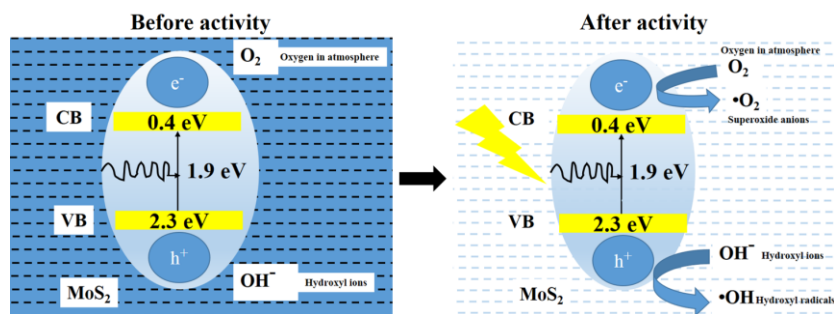 Before activity
O₂ Oxygen in atmosphere
e⁻
CB
0.4 eV
1.9 eV
VB
2.3 eV
h⁺
OH⁻ Hydroxyl ions
MoS₂
After activity
Oxygen in atmosphere
O₂
e⁻
•O₂
Superoxide anions
CB
0.4 eV
1.9 eV
VB
2.3 eV
h⁺
OH⁻ Hydroxyl ions
MoS₂
•OH Hydroxyl radicals